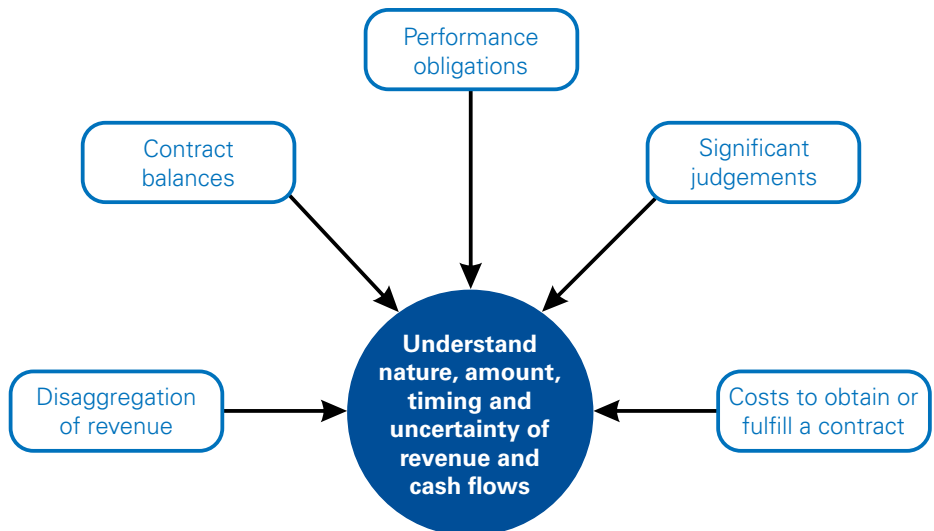 Performance
obligations
Contract
balances
Significant
judgements
Disaggregation
of revenue
Understand
nature, amount,
timing and
uncertainty of
revenue and
cash flows
Costs to obtain or
fulfill a contract